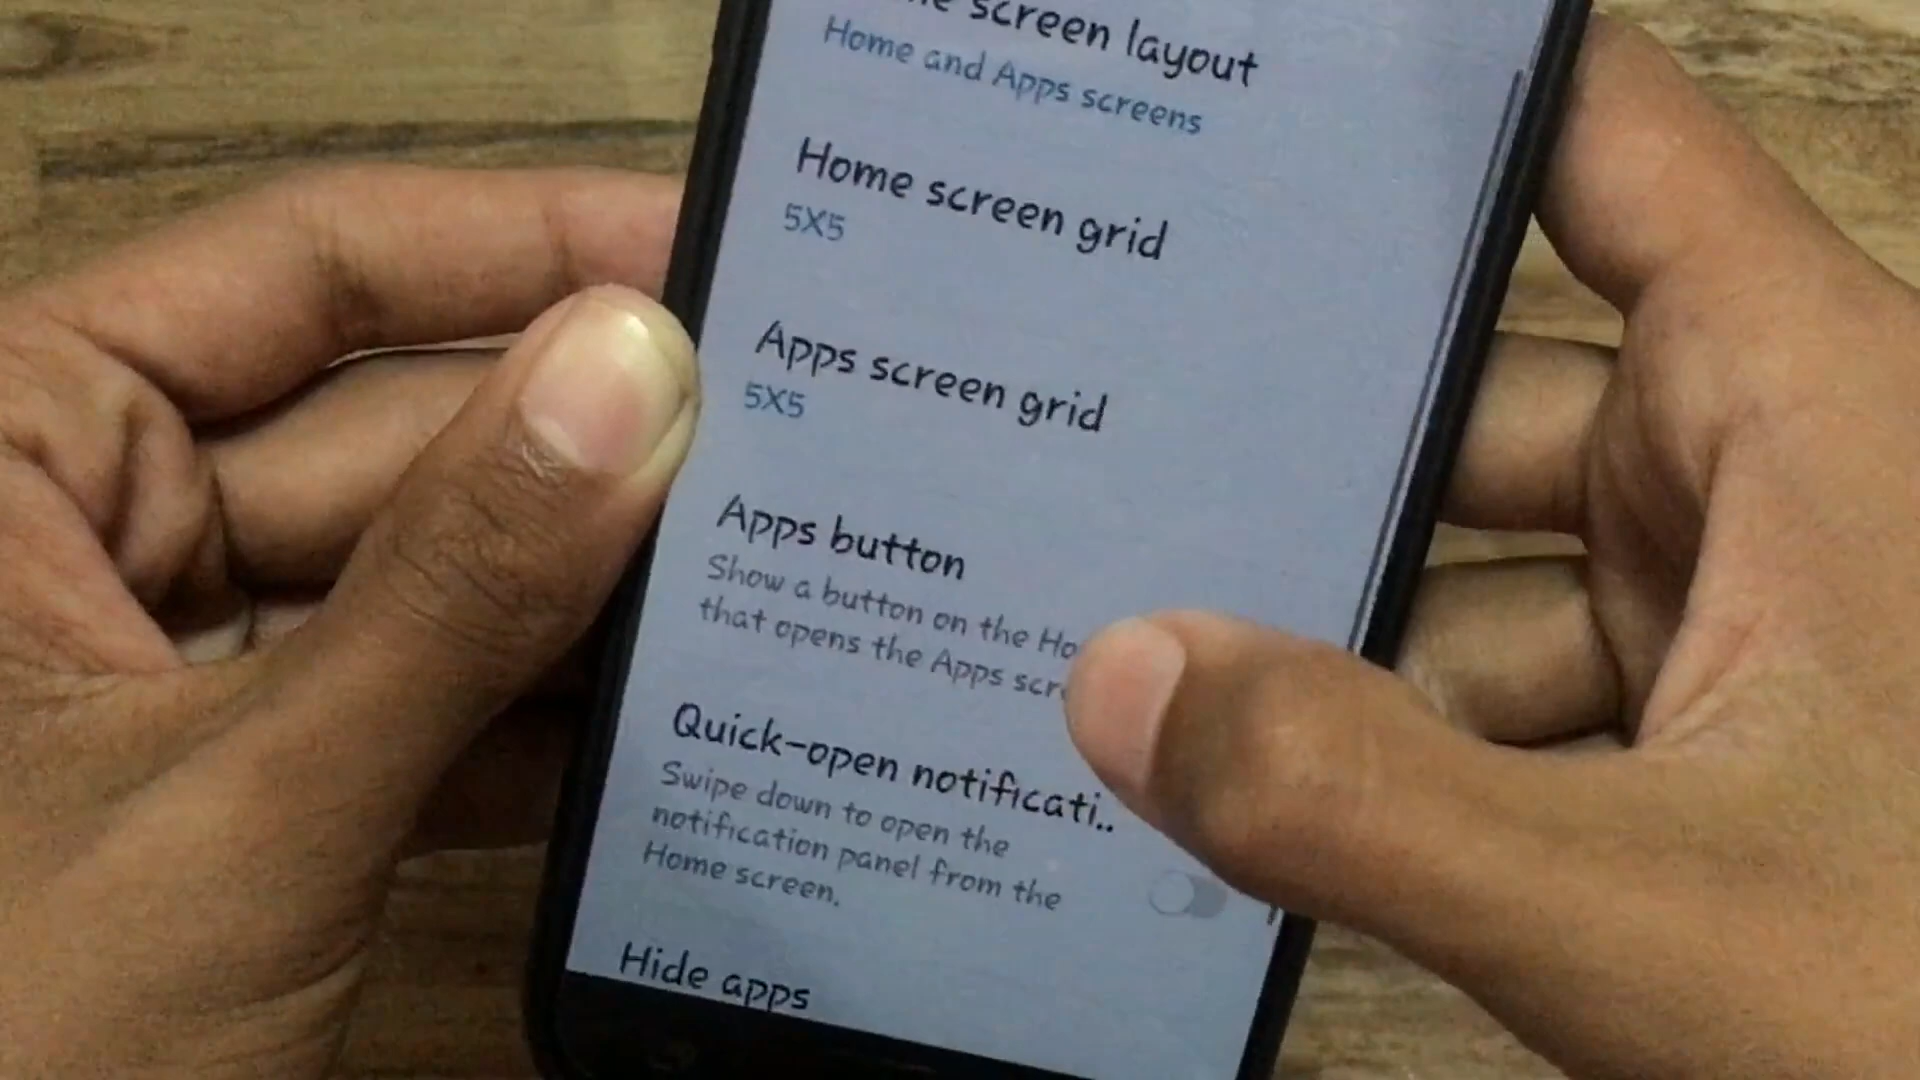 screen layout
Home and Apps screens
Home screen grid
5X5
Apps screen grid
5X5
Apps button
Show a button on the Ho
that opens the Apps scr
Quick-open notificati..
Swipe down to open the
notification panel from the
Home screen.
Hide apps